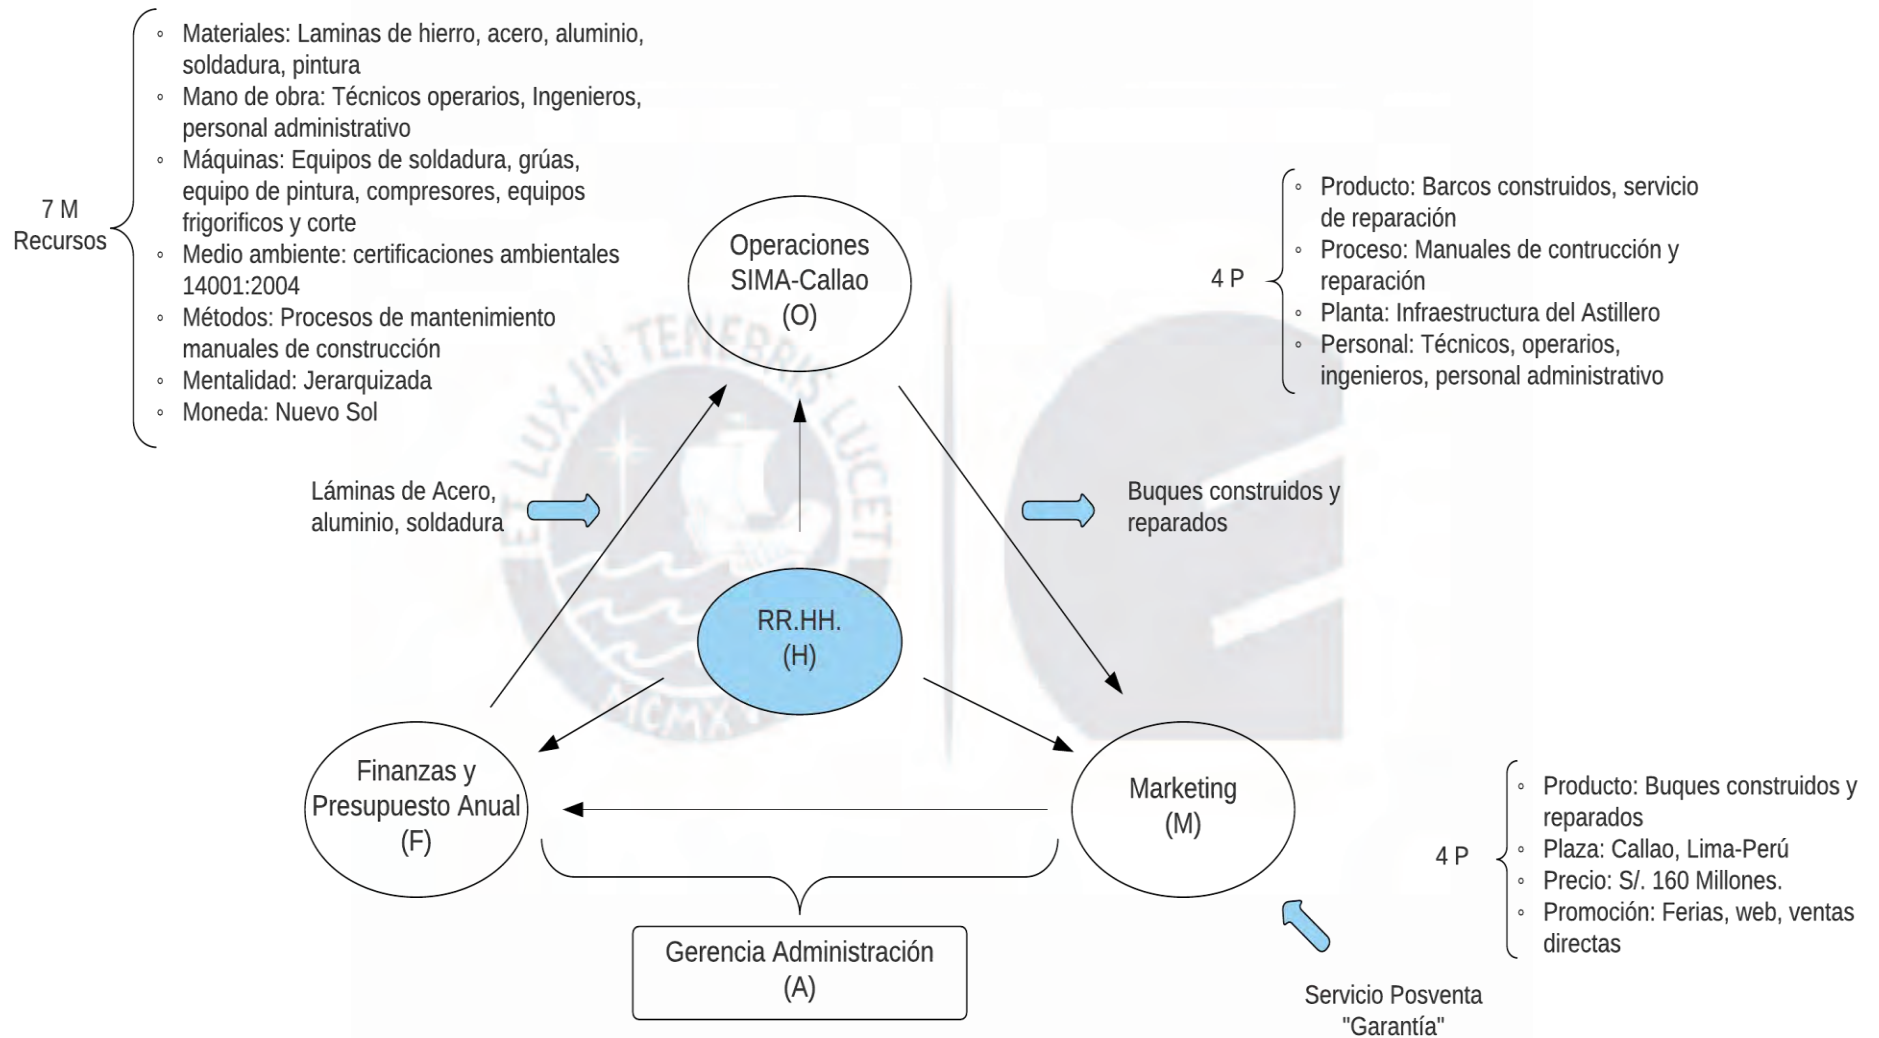 Materiales: Laminas de hierro, acero, aluminio,
soldadura, pintura
Mano de obra: Técnicos operarios, Ingenieros,
personal administrativo
Máquinas: Equipos de soldadura, grúas,
equipo de pintura, compresores, equipos
frigorificos y corte
Medio ambiente: certificaciones ambientales
14001:2004
Métodos: Procesos de mantenimiento
manuales de construcción
Mentalidad: Jerarquizada
Moneda: Nuevo Sol
7 M
Recursos
Operaciones
SIMA-Callao
(O)
4 P
Producto: Barcos construidos, servicio
de reparación
Proceso: Manuales de contrucción y
reparación
Planta: Infraestructura del Astillero
Personal: Técnicos, operarios,
ingenieros, personal administrativo
Láminas de Acero,
aluminio, soldadura
Buques construidos y
reparados
RR.HH.
(H)
Finanzas y
Presupuesto Anual
(F)
Marketing
(M)
4 P
Producto: Buques construidos y
reparados
Plaza: Callao, Lima-Perú
Precio: S/. 160 Millones.
Promoción: Ferias, web, ventas
directas
Gerencia Administración
(A)
Servicio Posventa
"Garantía"
ET LUX IN TENEBRIS LUCET